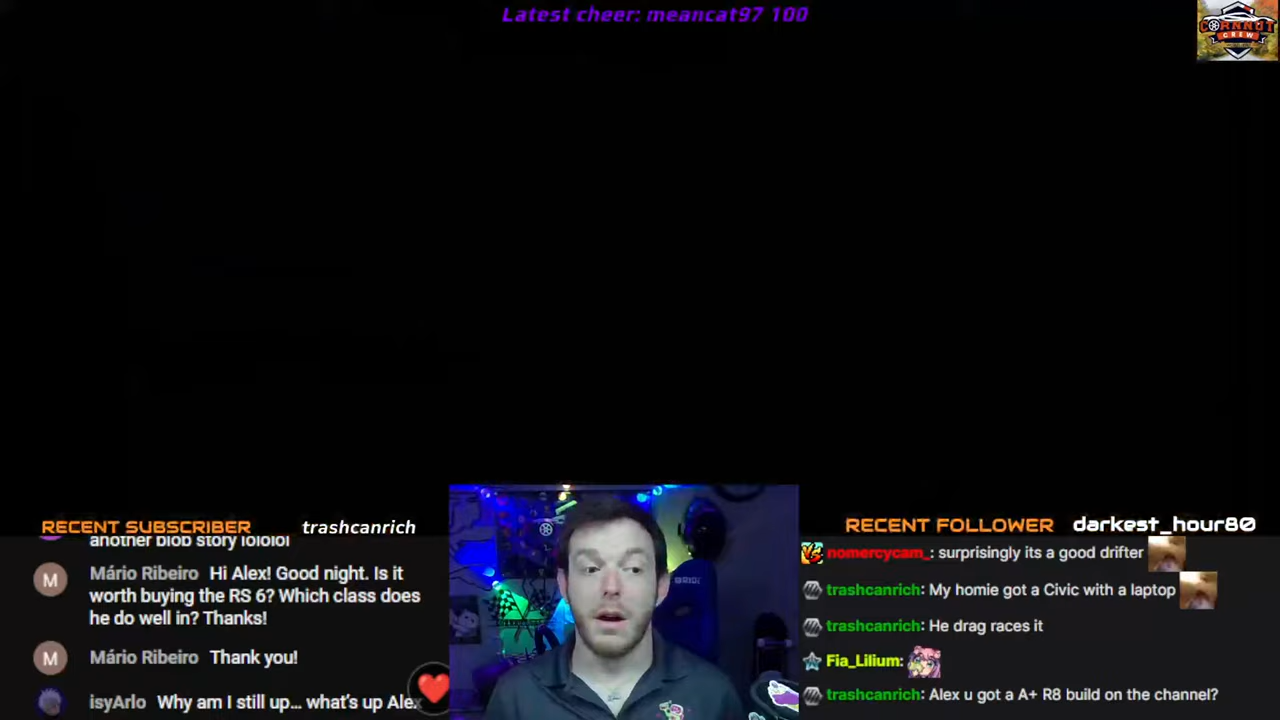 Latest cheer: meancat97 100
CORNNUT
CREW
RECENT SUBSCRIBER trashcanrich
another blob story lololol
M Mário Ribeiro Hi Alex! Good night. Is it
worth buying the RS 6? Which class does
he do well in? Thanks!
M Mário Ribeiro Thank you!
isyArlo Why am I still up... what's up Alex
RECENT FOLLOWER darkest_hour80
nomercycam_: surprisingly its a good drifter
trashcanrich: My homie got a Civic with a laptop
trashcanrich: He drag races it
Fia_Lilium:
trashcanrich: Alex u got a A+ R8 build on the channel?